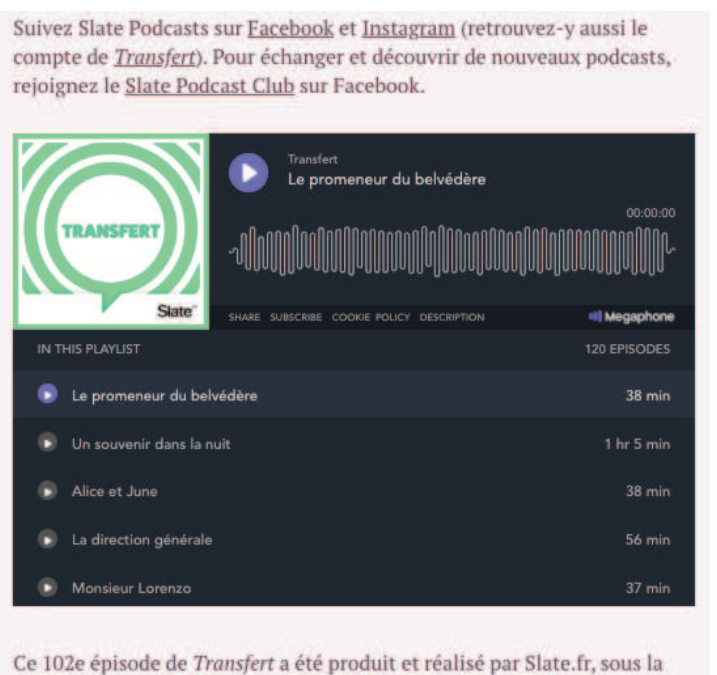 Suivez Slate Podcasts sur Facebook et Instagram (retrouvez-y aussi le
compte de Transfert). Pour échanger et découvrir de nouveaux podcasts,
rejoignez le Slate Podcast Club sur Facebook.
TRANSFERT
Slate
Transfert
Le promeneur du belvédère
00:00:00
SHARE SUBSCRIBE COOKIE POLICY DESCRIPTION Megaphone
IN THIS PLAYLIST 120 EPISODES
Le promeneur du belvédère 38 min
Un souvenir dans la nuit 1 hr 5 min
Alice et June 38 min
La direction générale 56 min
Monsieur Lorenzo 37 min
Ce 102e épisode de Transfert a été produit et réalisé par Slate.fr, sous la